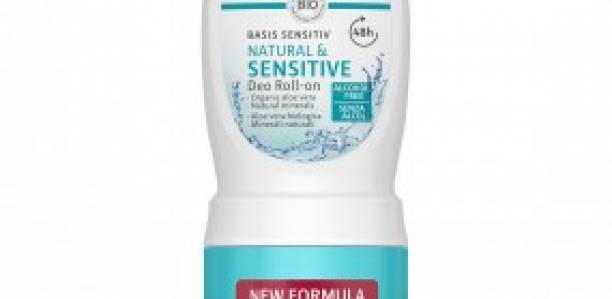 BIO
BASIS SENSITIV
48h
NATURAL &
SENSITIVE
Deo Roll-on
- Organic aloe vera
Natural minerals
- Aloe vera biologica
Minerali naturali
ALCOHOL
FREE
SENZA
ALCOL
NEW FORMULA